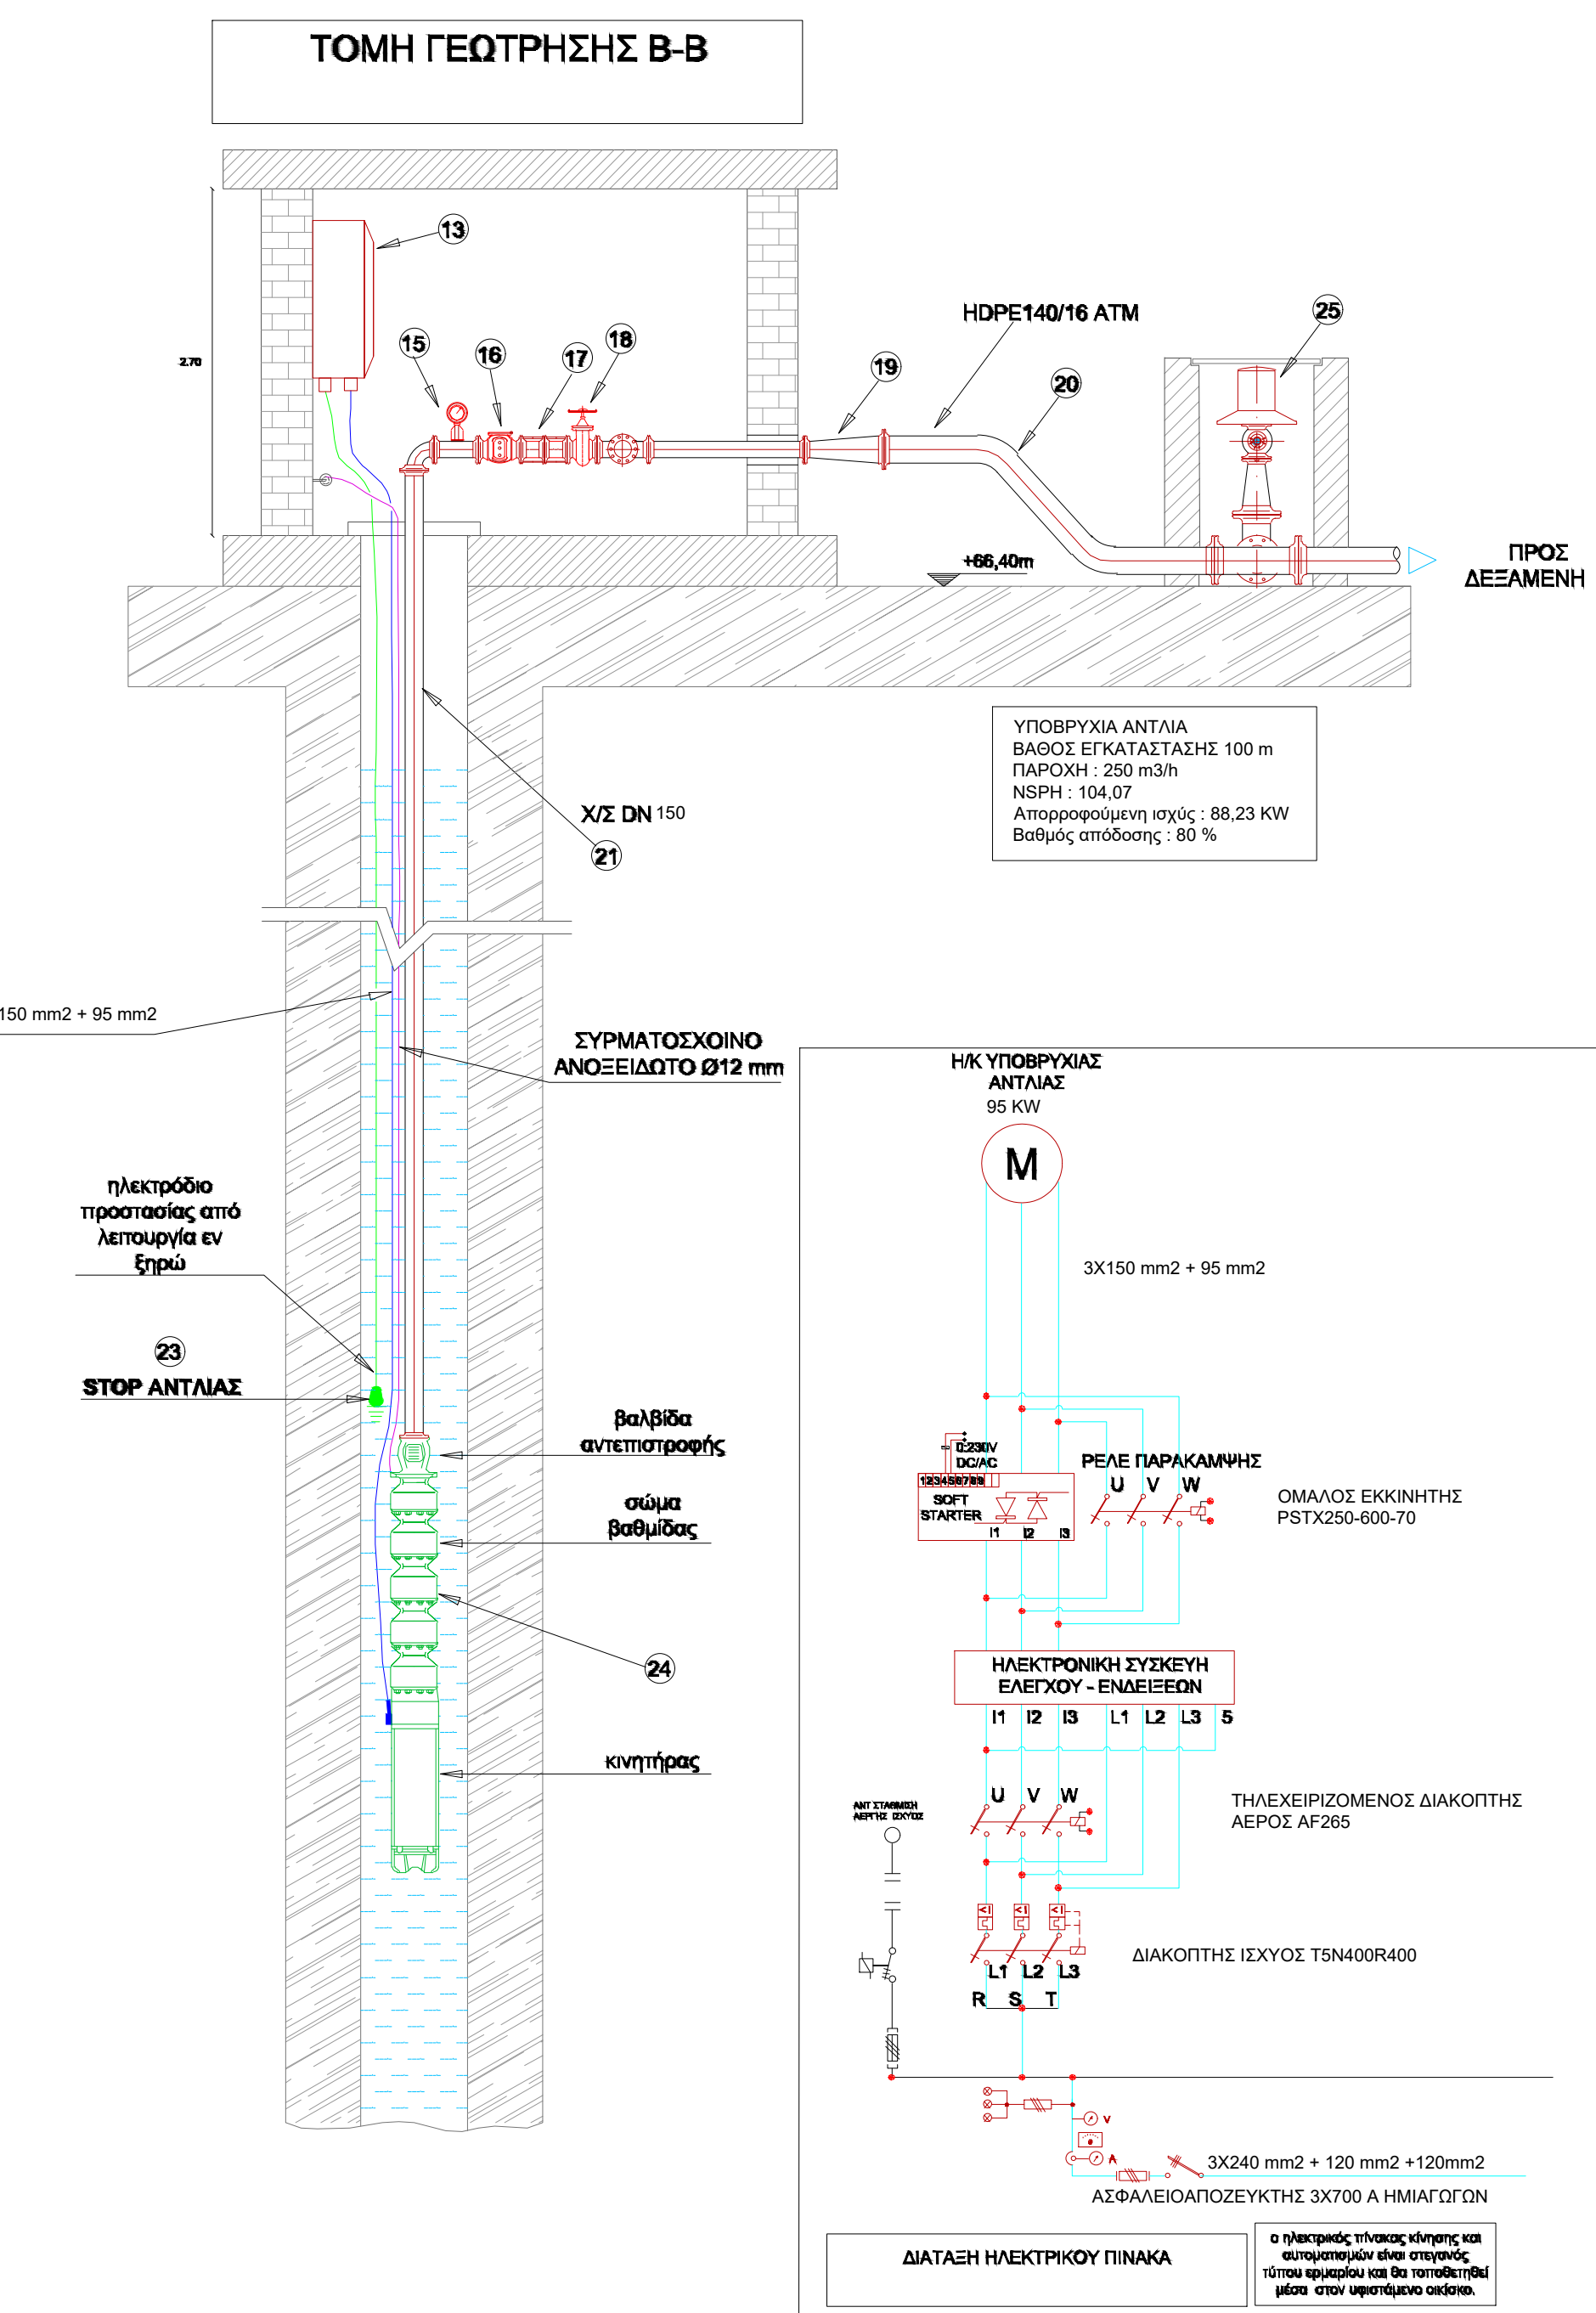 ΤΟΜΗ ΓΕΩΤΡΗΣΗΣ Β-Β
13
2.70
15
16
17
18
HDPE140/16 ATM
19
20
25
+66,40m
ΠΡΟΣ
ΔΕΞΑΜΕΝΗ
ΥΠΟΒΡΥΧΙΑ ΑΝΤΛΙΑ
ΒΑΘΟΣ ΕΓΚΑΤΑΣΤΑΣΗΣ 100 m
ΠΑΡΟΧΗ : 250 m3/h
NSPH : 104,07
Απορροφούμενη ισχύς : 88,23 KW
Βαθμός απόδοσης : 80 %
Χ/Σ DN 150
21
150 mm2 + 95 mm2
ΣΥΡΜΑΤΟΣΧΟΙΝΟ
ΑΝΟΞΕΙΔΩΤΟ Ø12 mm
ηλεκτρόδιο
προστασίας από
λειτουργία εν
ξηρώ
23
STOP ΑΝΤΛΙΑΣ
βαλβίδα
αντεπιστροφής
σώμα
βαθμίδας
24
κινητήρας
Η/Κ ΥΠΟΒΡΥΧΙΑΣ
ΑΝΤΛΙΑΣ
95 KW
M
3X150 mm2 + 95 mm2
0:230V
DC/AC
123456789
SOFT
STARTER
I1 I2 I3
ΡΕΛΕ ΠΑΡΑΚΑΜΨΗΣ
U V W
ΟΜΑΛΟΣ ΕΚΚΙΝΗΤΗΣ
PSTX250-600-70
ΗΛΕΚΤΡΟΝΙΚΗ ΣΥΣΚΕΥΗ
ΕΛΕΓΧΟΥ - ΕΝΔΕΙΞΕΩΝ
I1 I2 I3 L1 L2 L3 5
U V W
ΤΗΛΕΧΕΙΡΙΖΟΜΕΝΟΣ ΔΙΑΚΟΠΤΗΣ
ΑΕΡΟΣ AF265
ΑΝΤΙΣΤΑΘΜΙΣΗ
ΑΕΡΓΗΣ ΙΣΧΥΟΣ
<I <I <I
ΔΙΑΚΟΠΤΗΣ ΙΣΧΥΟΣ T5N400R400
L1 L2 L3
R S T
V
A
3X240 mm2 + 120 mm2 +120mm2
ΑΣΦΑΛΕΙΟΑΠΟΖΕΥΚΤΗΣ 3X700 A ΗΜΙΑΓΩΓΩΝ
ΔΙΑΤΑΞΗ ΗΛΕΚΤΡΙΚΟΥ ΠΙΝΑΚΑ
ο ηλεκτρικός πίνακας κίνησης και
αυτοματισμών είναι στεγανός
τύπου ερμαρίου και θα τοποθετηθεί
μέσα στον υφιστάμενο οικίσκο.